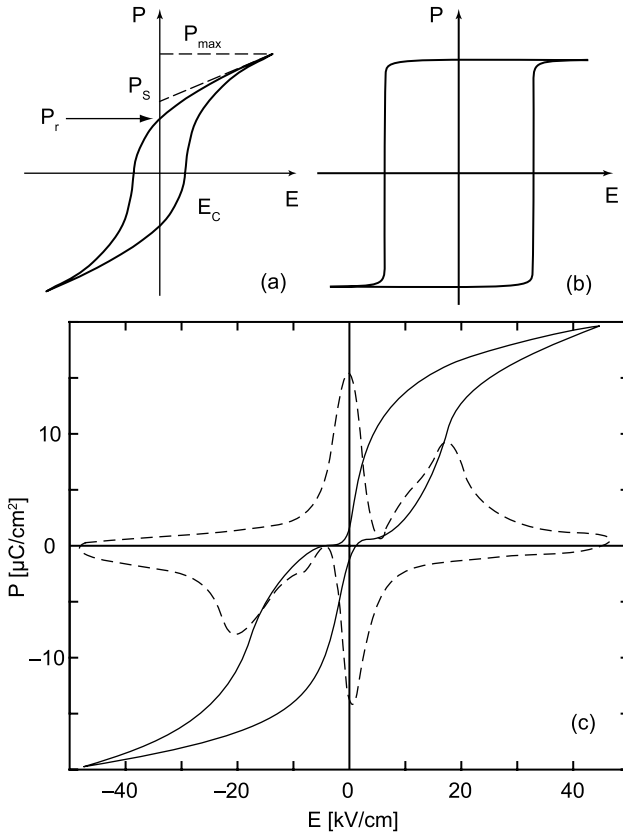 P
P
P_max
P_S
P_r
E
E
E_C
(a)
(b)
10
0
–10
P [µC/cm²]
(c)
–40 –20 0 20 40
E [kV/cm]